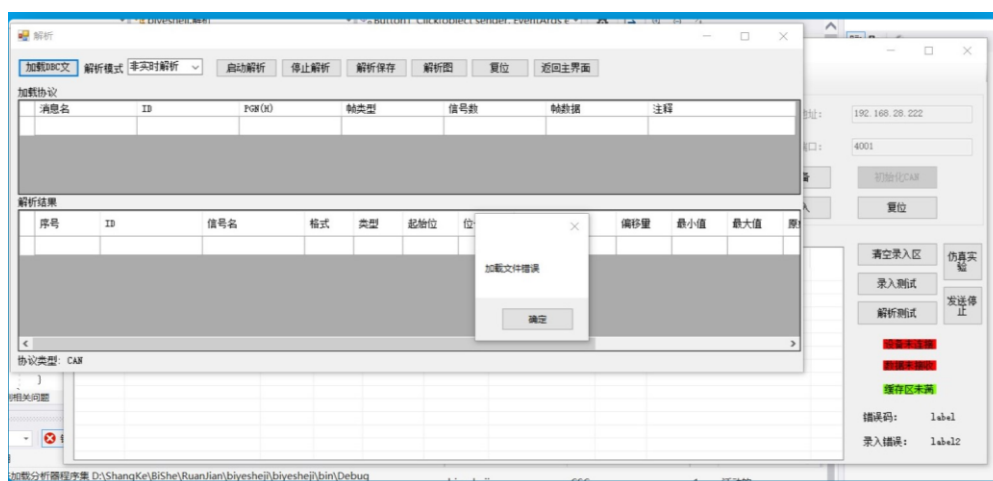 解析
加载DBC文 解析模式 非实时解析 启动解析 停止解析 解析保存 解析图 复位 返回主界面
加载协议
消息名 ID PGN(H) 帧类型 信号数 帧数据 注释
解析结果
序号 ID 信号名 格式 类型 起始位 偏移量 最小值 最大值
加载文件错误
确定
协议类型: CAN
192.168.28.222
4001
初始化CAN
复位
清空录入区
仿真实验
录入测试
解析测试
发送停止
设备未连接
数据未接收
缓存区未满
错误码: label
录入错误: label2
相关问题
加载分析器程序集 D:\ShangKe\BiShe\RuanJian\biyesheji\biyesheji\bin\Debug